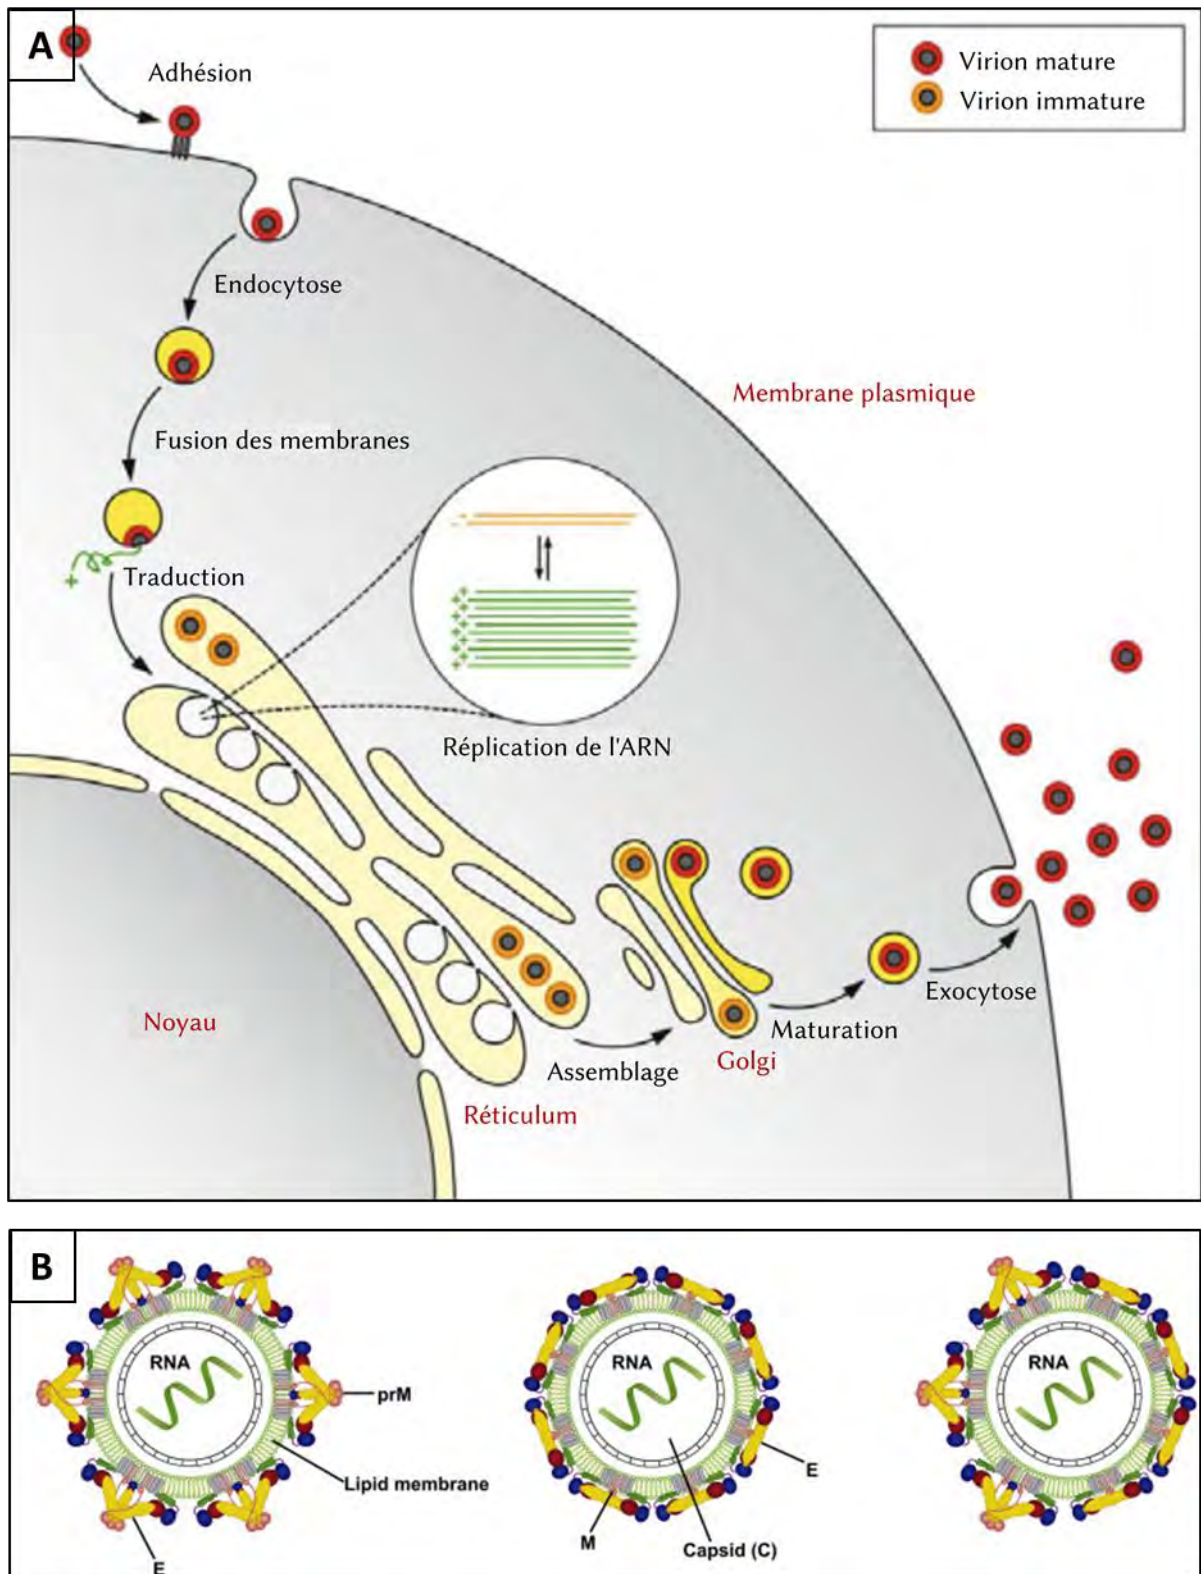 A
Adhésion
Virion mature
Virion immature
Endocytose
Membrane plasmique
Fusion des membranes
+
Traduction
- -
+ +
+ +
+ +
+ +
+
Réplication de l'ARN
Noyau
Exocytose
Maturation
Golgi
Assemblage
Réticulum
B
RNA
prM
Lipid membrane
E
RNA
E
M
Capsid (C)
RNA